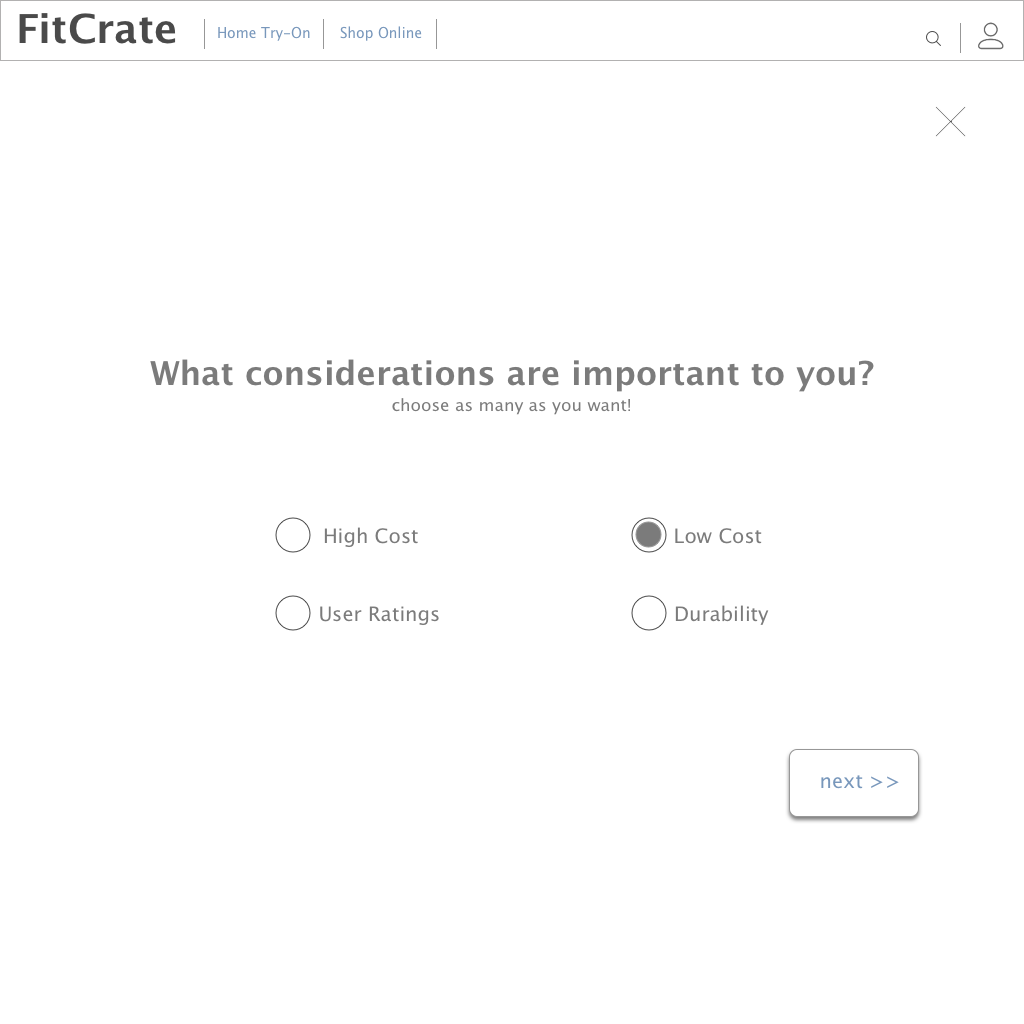 FitCrate
Home Try-On
Shop Online
What considerations are important to you?
choose as many as you want!
High Cost
Low Cost
User Ratings
Durability
next >>